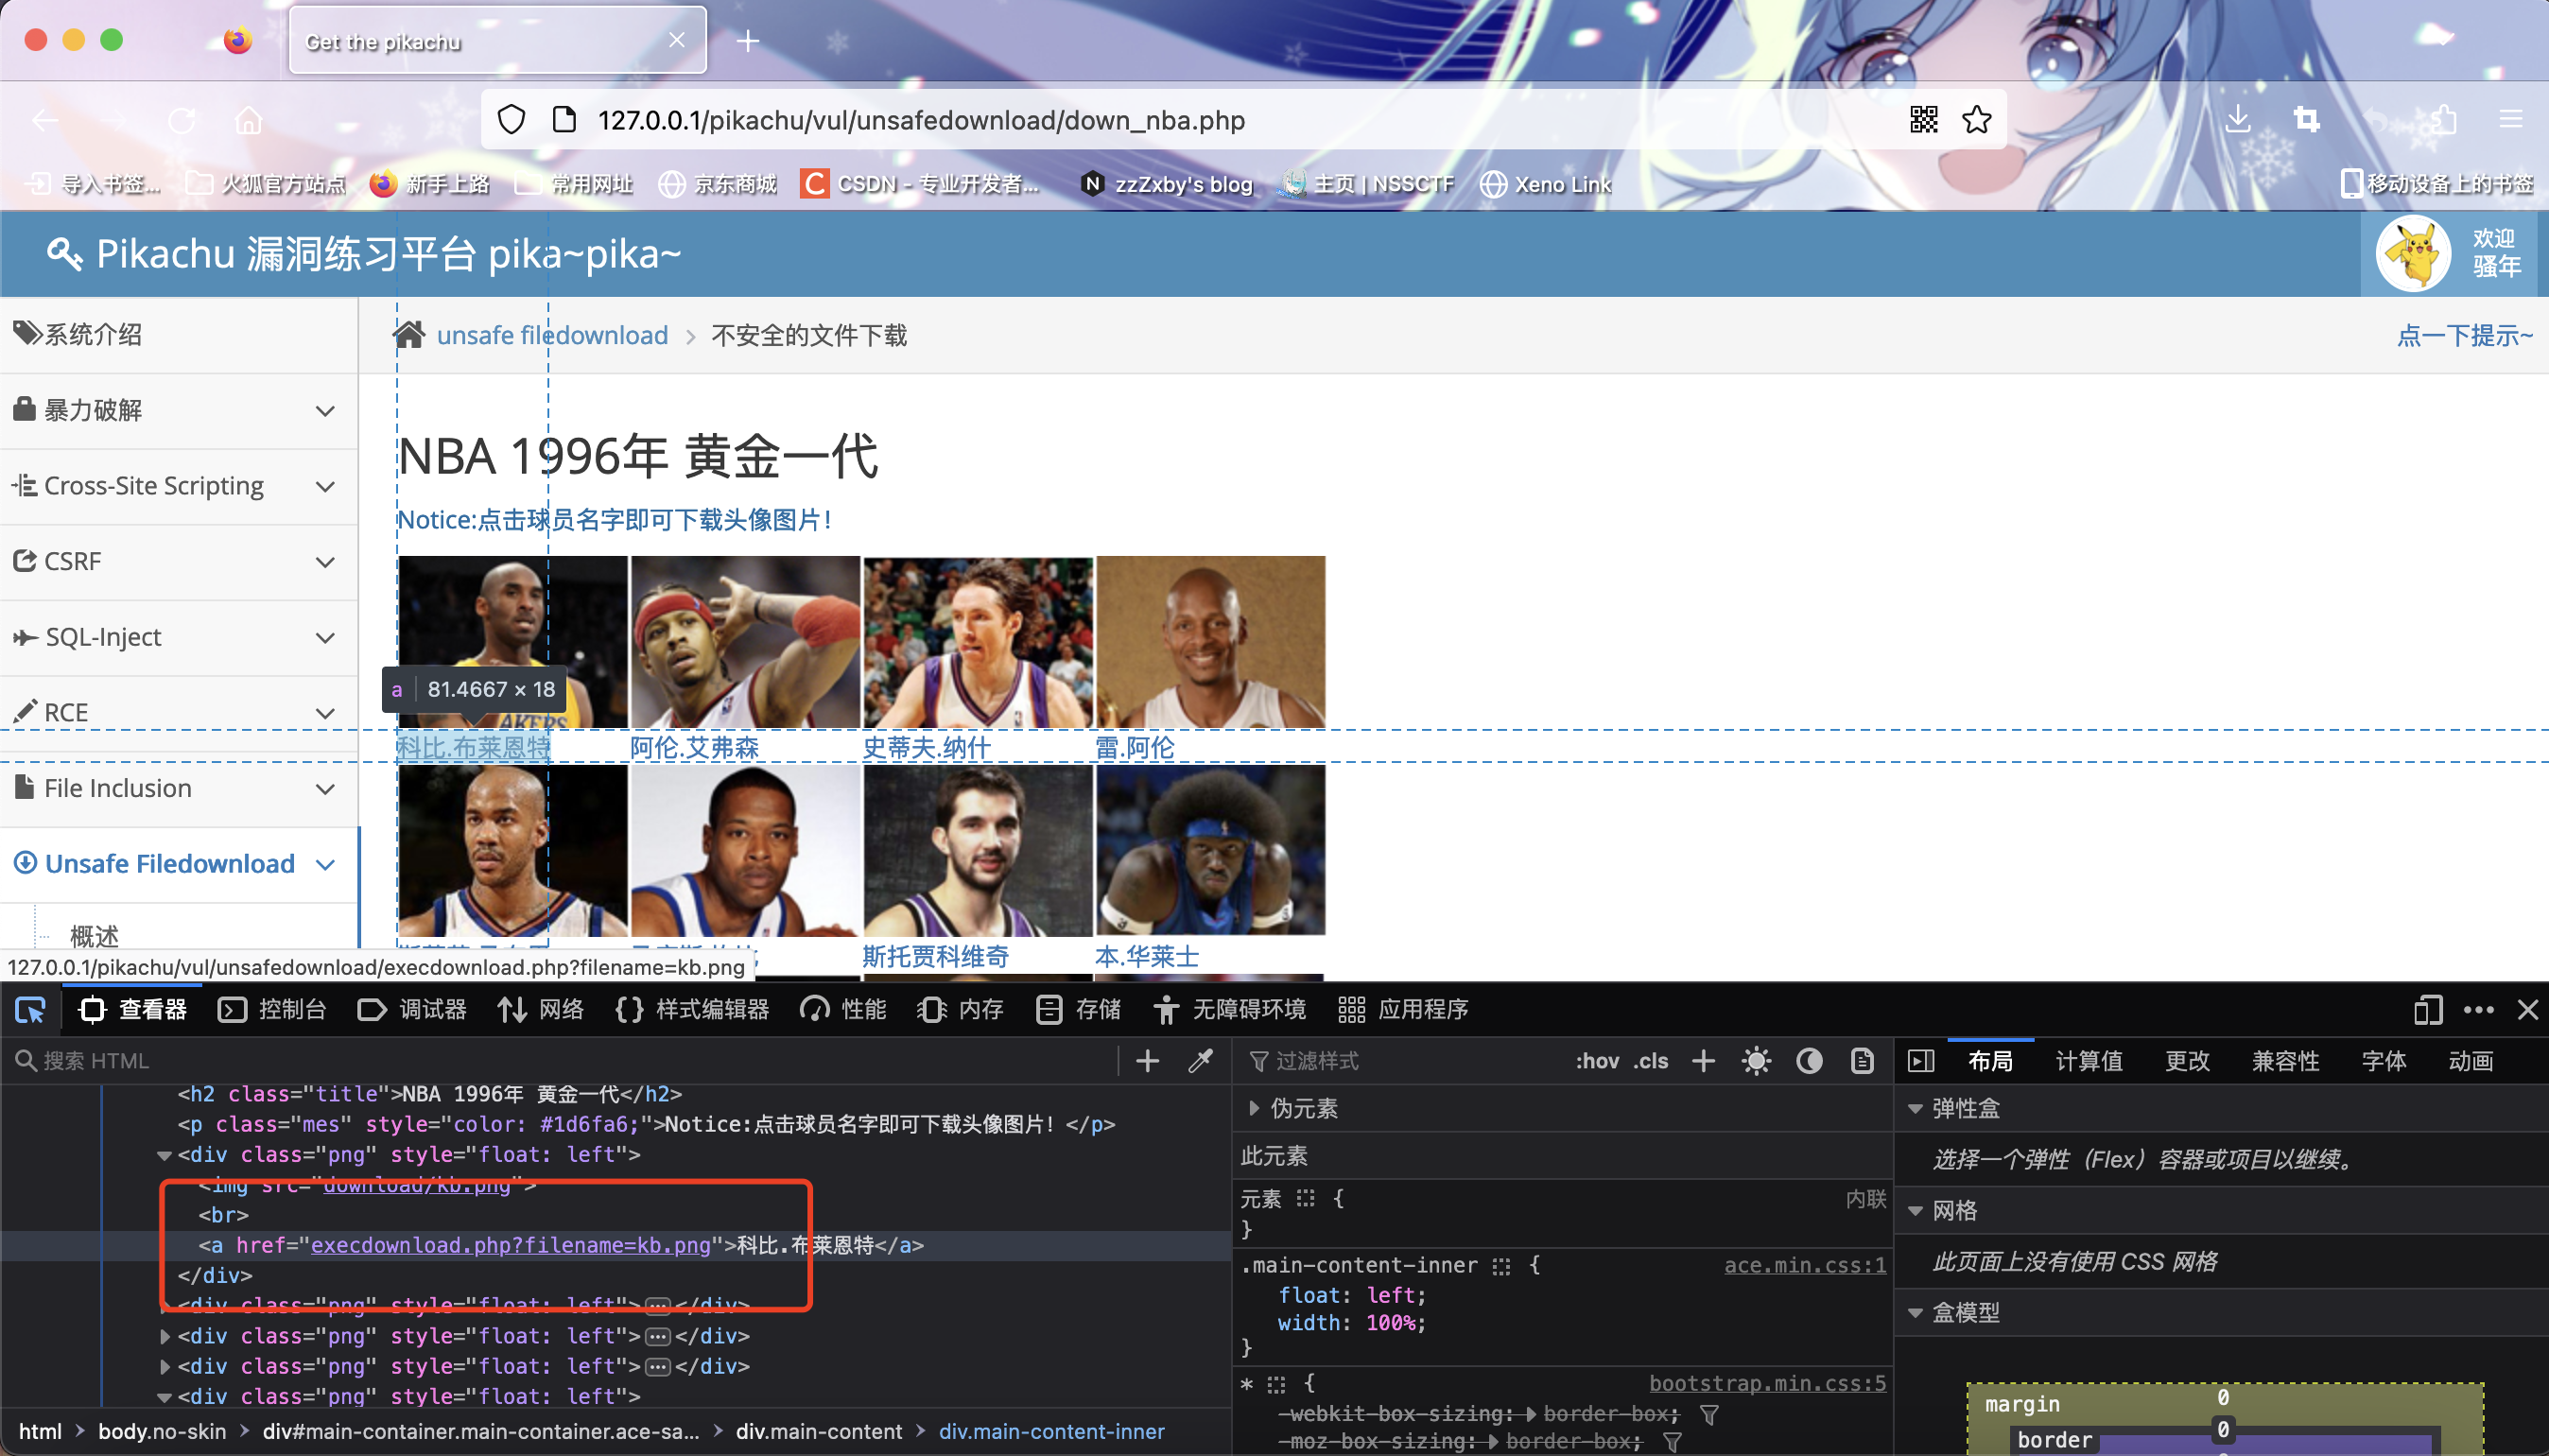 Get the pikachu
127.0.0.1/pikachu/vul/unsafedownload/down_nba.php
导入书签... 火狐官方站点 新手上路 常用网址 京东商城 CSDN - 专业开发者... zzZxby's blog 主页 | NSSCTF Xeno Link 移动设备上的书签
Pikachu 漏洞练习平台 pika~pika~
欢迎
骚年
系统介绍
暴力破解
Cross-Site Scripting
CSRF
SQL-Inject
RCE
File Inclusion
Unsafe Filedownload
概述
unsafe filedownload > 不安全的文件下载 点一下提示~
NBA 1996年 黄金一代
Notice:点击球员名字即可下载头像图片!
a 81.4667 × 18
科比.布莱恩特 阿伦.艾弗森 史蒂夫.纳什 雷.阿伦
斯托贾科维奇 本.华莱士
127.0.0.1/pikachu/vul/unsafedownload/execdownload.php?filename=kb.png
查看器 控制台 调试器 网络 样式编辑器 性能 内存 存储 无障碍环境 应用程序
搜索 HTML
<h2 class="title">NBA 1996年 黄金一代</h2>
<p class="mes" style="color: #1d6fa6;">Notice:点击球员名字即可下载头像图片! </p>
<div class="png" style="float: left">
<img src="download/kb.png">
<br>
<a href="execdownload.php?filename=kb.png">科比.布莱恩特</a>
</div>
<div class="png" style="float: left">…</div>
<div class="png" style="float: left">…</div>
<div class="png" style="float: left">…</div>
<div class="png" style="float: left">
html > body.no-skin > div#main-container.main-container.ace-sa... > div.main-content > div.main-content-inner
过滤样式 :hov .cls
伪元素
此元素
元素 { 内联
}
.main-content-inner { ace.min.css:1
float: left;
width: 100%;
}
* { bootstrap.min.css:5
-webkit-box-sizing: border-box;
-moz-box-sizing: border-box;
布局 计算值 更改 兼容性 字体 动画
弹性盒
选择一个弹性（Flex）容器或项目以继续。
网格
此页面上没有使用 CSS 网格
盒模型
margin 0
border 0